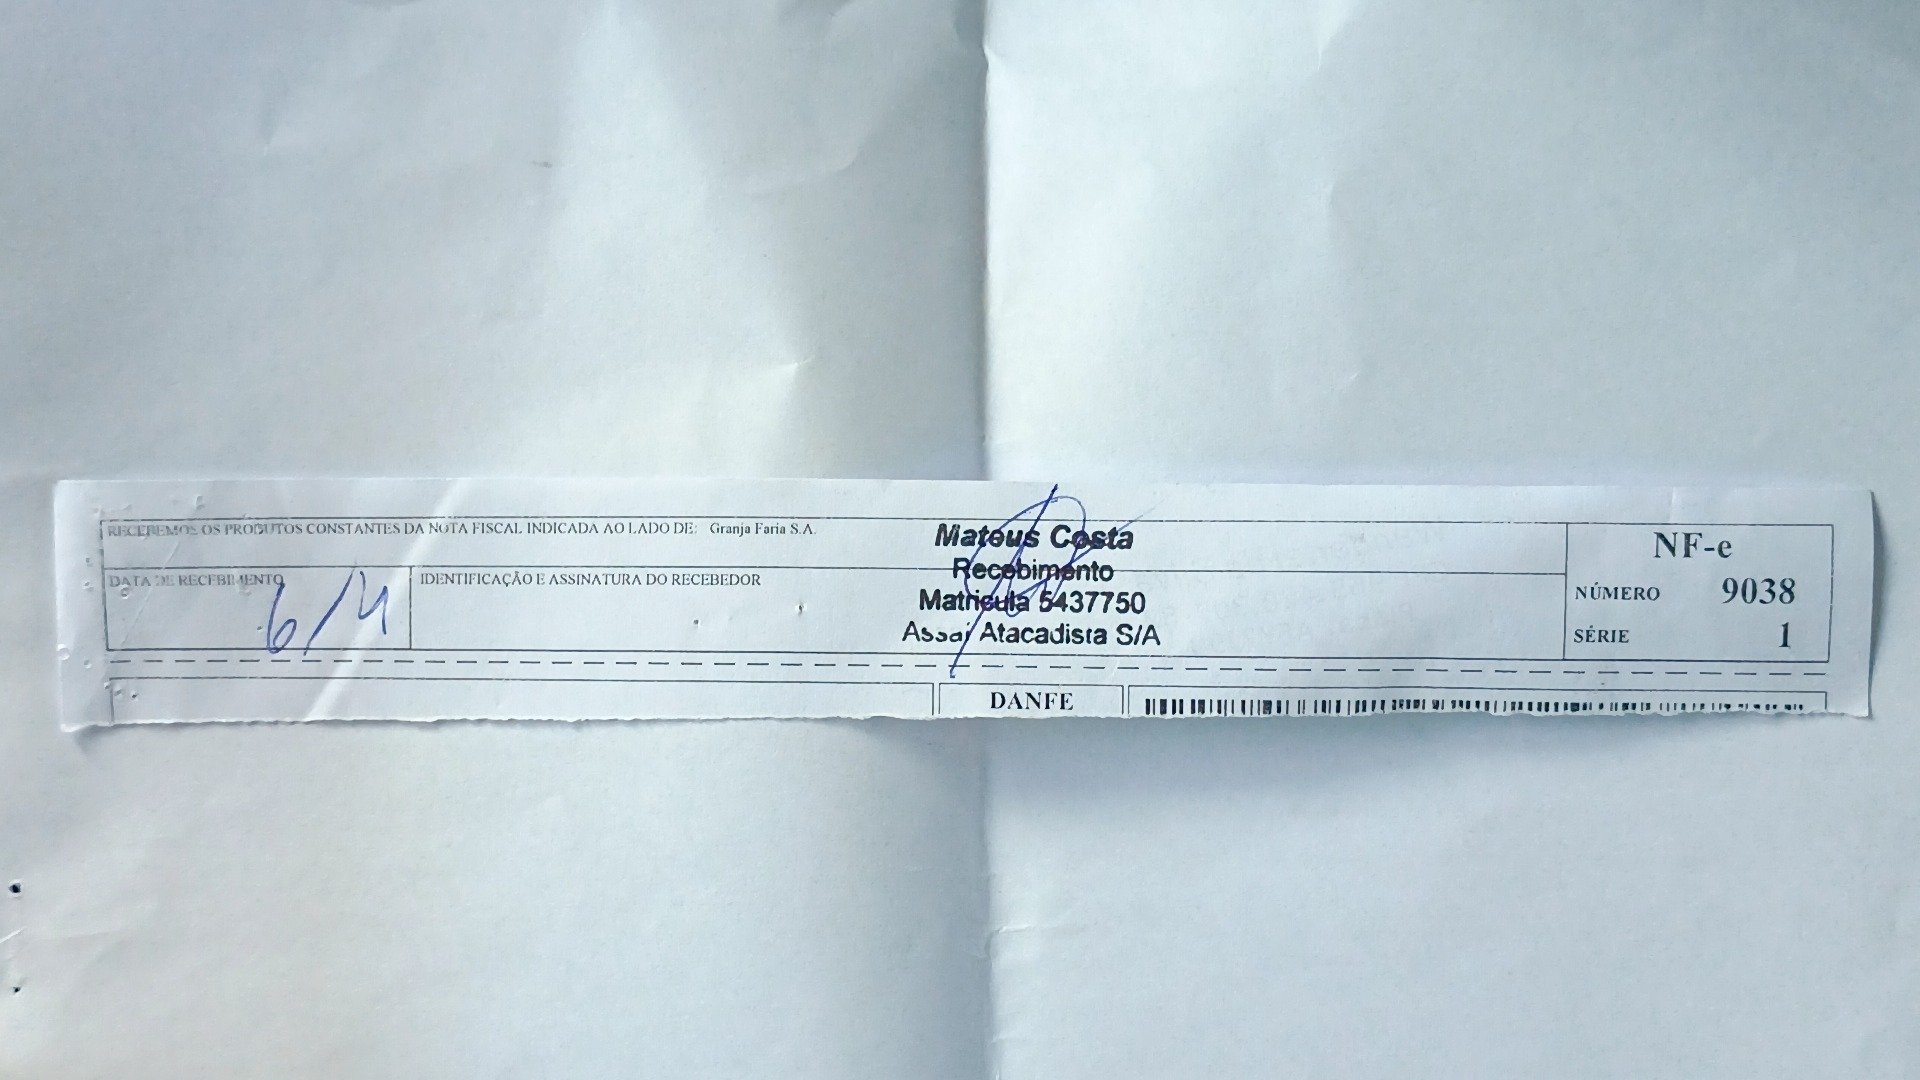 RECEBEMOS OS PRODUTOS CONSTANTES DA NOTA FISCAL INDICADA AO LADO DE: Granja Faria S.A.
DATA DE RECEBIMENTO
6/4
IDENTIFICAÇÃO E ASSINATURA DO RECEBEDOR
Mateus Costa
Recebimento
Matricula 5437750
Assaí Atacadista S/A
NF-e
NÚMERO 9038
SÉRIE 1
DANFE